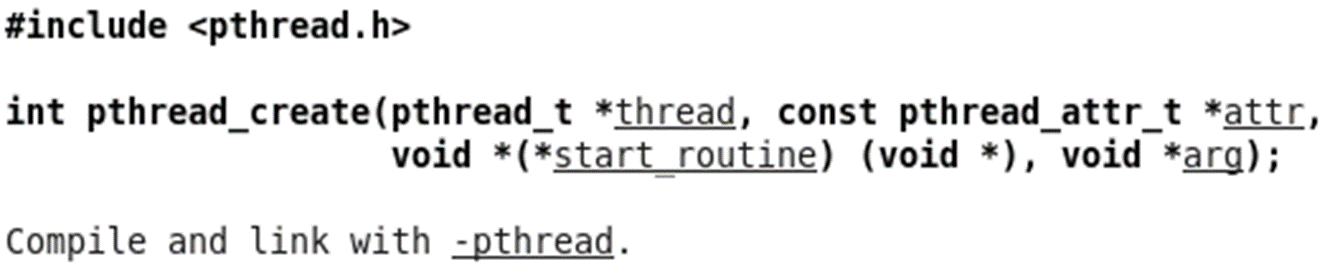 #include <pthread.h>
int pthread_create(pthread_t *thread, const pthread_attr_t *attr,
void *(*start_routine) (void *), void *arg);
Compile and link with -pthread.